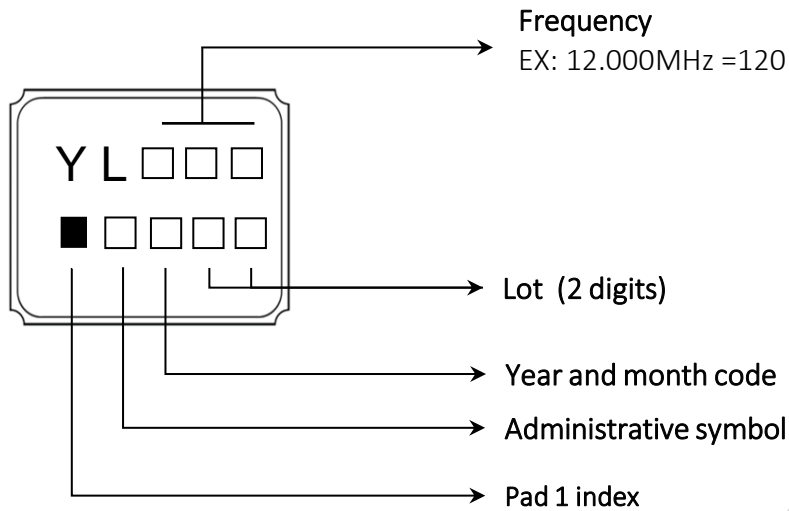 Frequency
EX: 12.000MHz =120
YL□□□
■□□□□
Lot (2 digits)
Year and month code
Administrative symbol
Pad 1 index